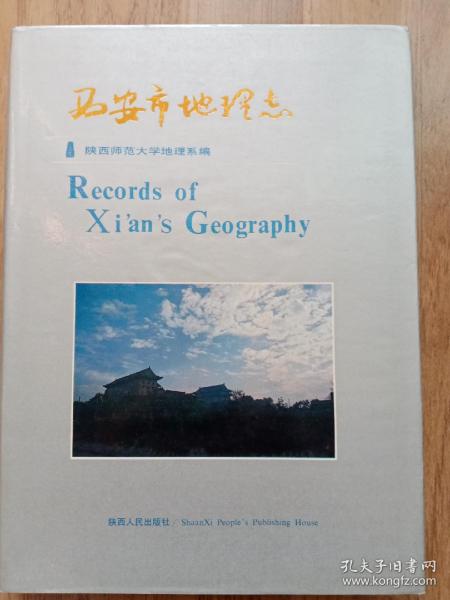 西安市地理志
陕西师范大学地理系编
Records of
Xi'an's Geography
陕西人民出版社 / ShaanXi People's Publishing House
孔夫子旧书网
www.kongfz.com